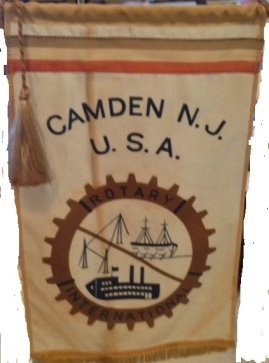 CAMDEN N.J.
U.S.A.
ROTARY
INTERNATIONAL